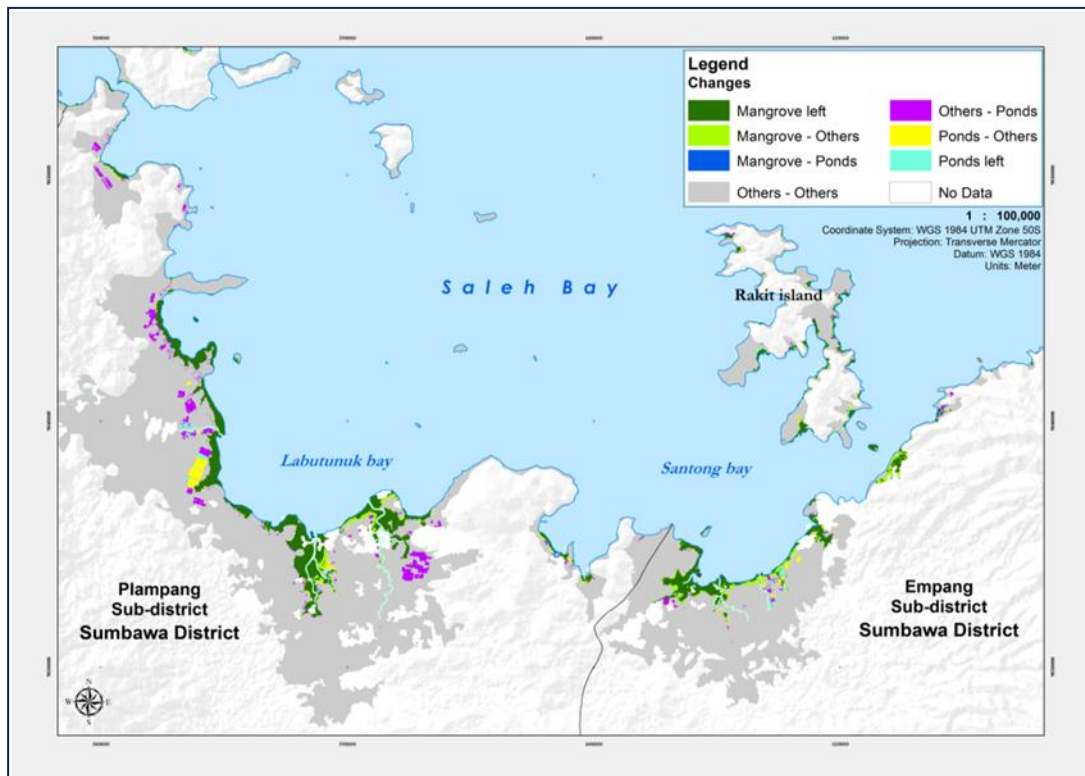 Legend
Changes
Mangrove left
Others - Ponds
Mangrove - Others
Ponds - Others
Mangrove - Ponds
Ponds left
Others - Others
No Data
1 : 100,000
Coordinate System: WGS 1984 UTM Zone 50S
Projection: Transverse Mercator
Datum: WGS 1984
Units: Meter
Saleh Bay
Rakit island
Labutunuk bay
Santong bay
Plampang
Sub-district
Sumbawa District
Empang
Sub-district
Sumbawa District
N
W
E
S